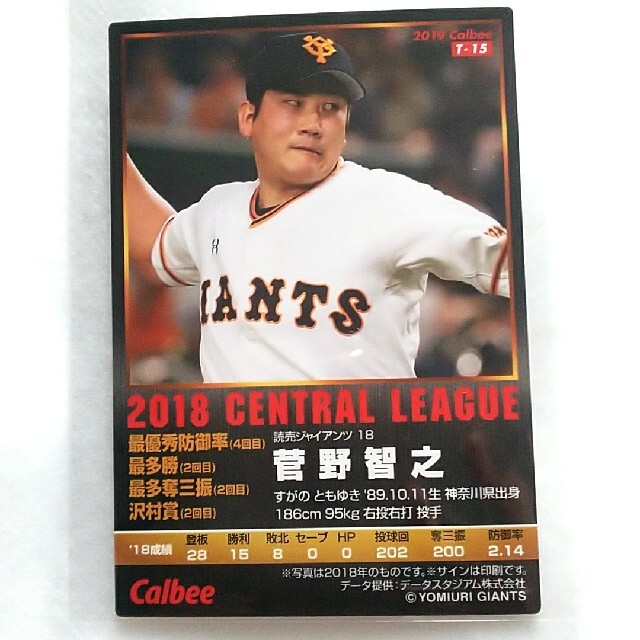 2019 Calbee
T-15
GIANTS
2018 CENTRAL LEAGUE
最優秀防御率(4回目)
最多勝(2回目)
最多奪三振(2回目)
沢村賞(2回目)
読売ジャイアンツ 18
菅野智之
すがの ともゆき '89.10.11生 神奈川県出身
186cm 95kg 右投右打 投手
登板 勝利 敗北 セーブ HP 投球回 奪三振 防御率
'18成績 28 15 8 0 0 202 200 2.14
※写真は2018年のものです。※サインは印刷です。
データ提供:データスタジアム株式会社
Calbee
©YOMIURI GIANTS